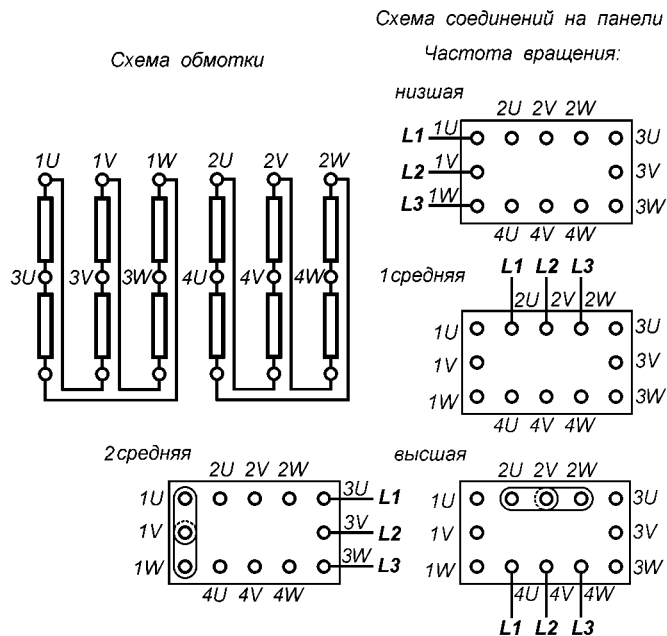 Схема соединений на панели
Частота вращения:
Схема обмотки
низшая
2U 2V 2W
L1 1U 3U
L2 1V 3V
L3 1W 3W
4U 4V 4W
1U 1V 1W 2U 2V 2W
3U 3V 3W 4U 4V 4W
L1 L2 L3
1средняя
2U 2V 2W
1U 3U
1V 3V
1W 3W
4U 4V 4W
2средняя
2U 2V 2W
1U 3U L1
1V 3V L2
1W 3W L3
4U 4V 4W
высшая
2U 2V 2W
1U 3U
1V 3V
1W 3W
4U 4V 4W
L1 L2 L3